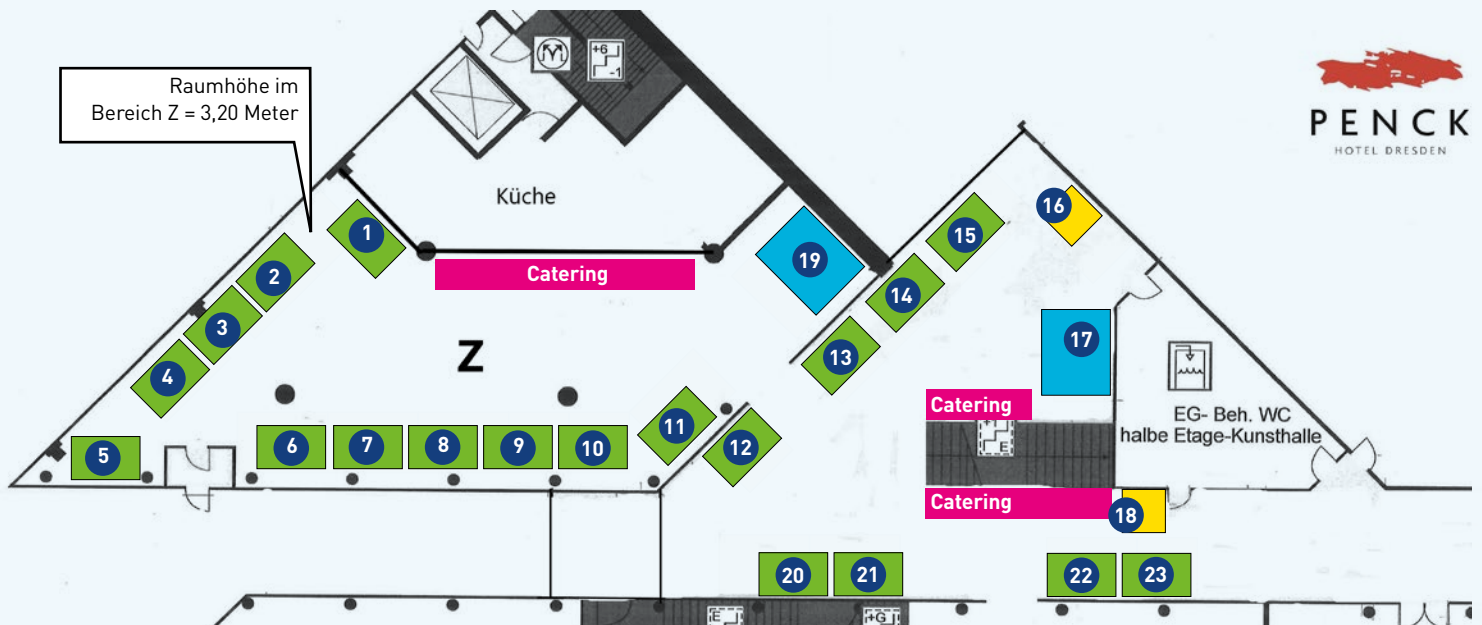 Raumhöhe im
Bereich Z = 3,20 Meter
PENCK
HOTEL DRESDEN
+6
-1
Küche
1
2
3
4
5
Catering
Z
6
7
8
9
10
11
12
13
14
15
16
17
18
19
Catering
E
Catering
EG- Beh. WC
halbe Etage-Kunsthalle
20
21
22
23
E
+G